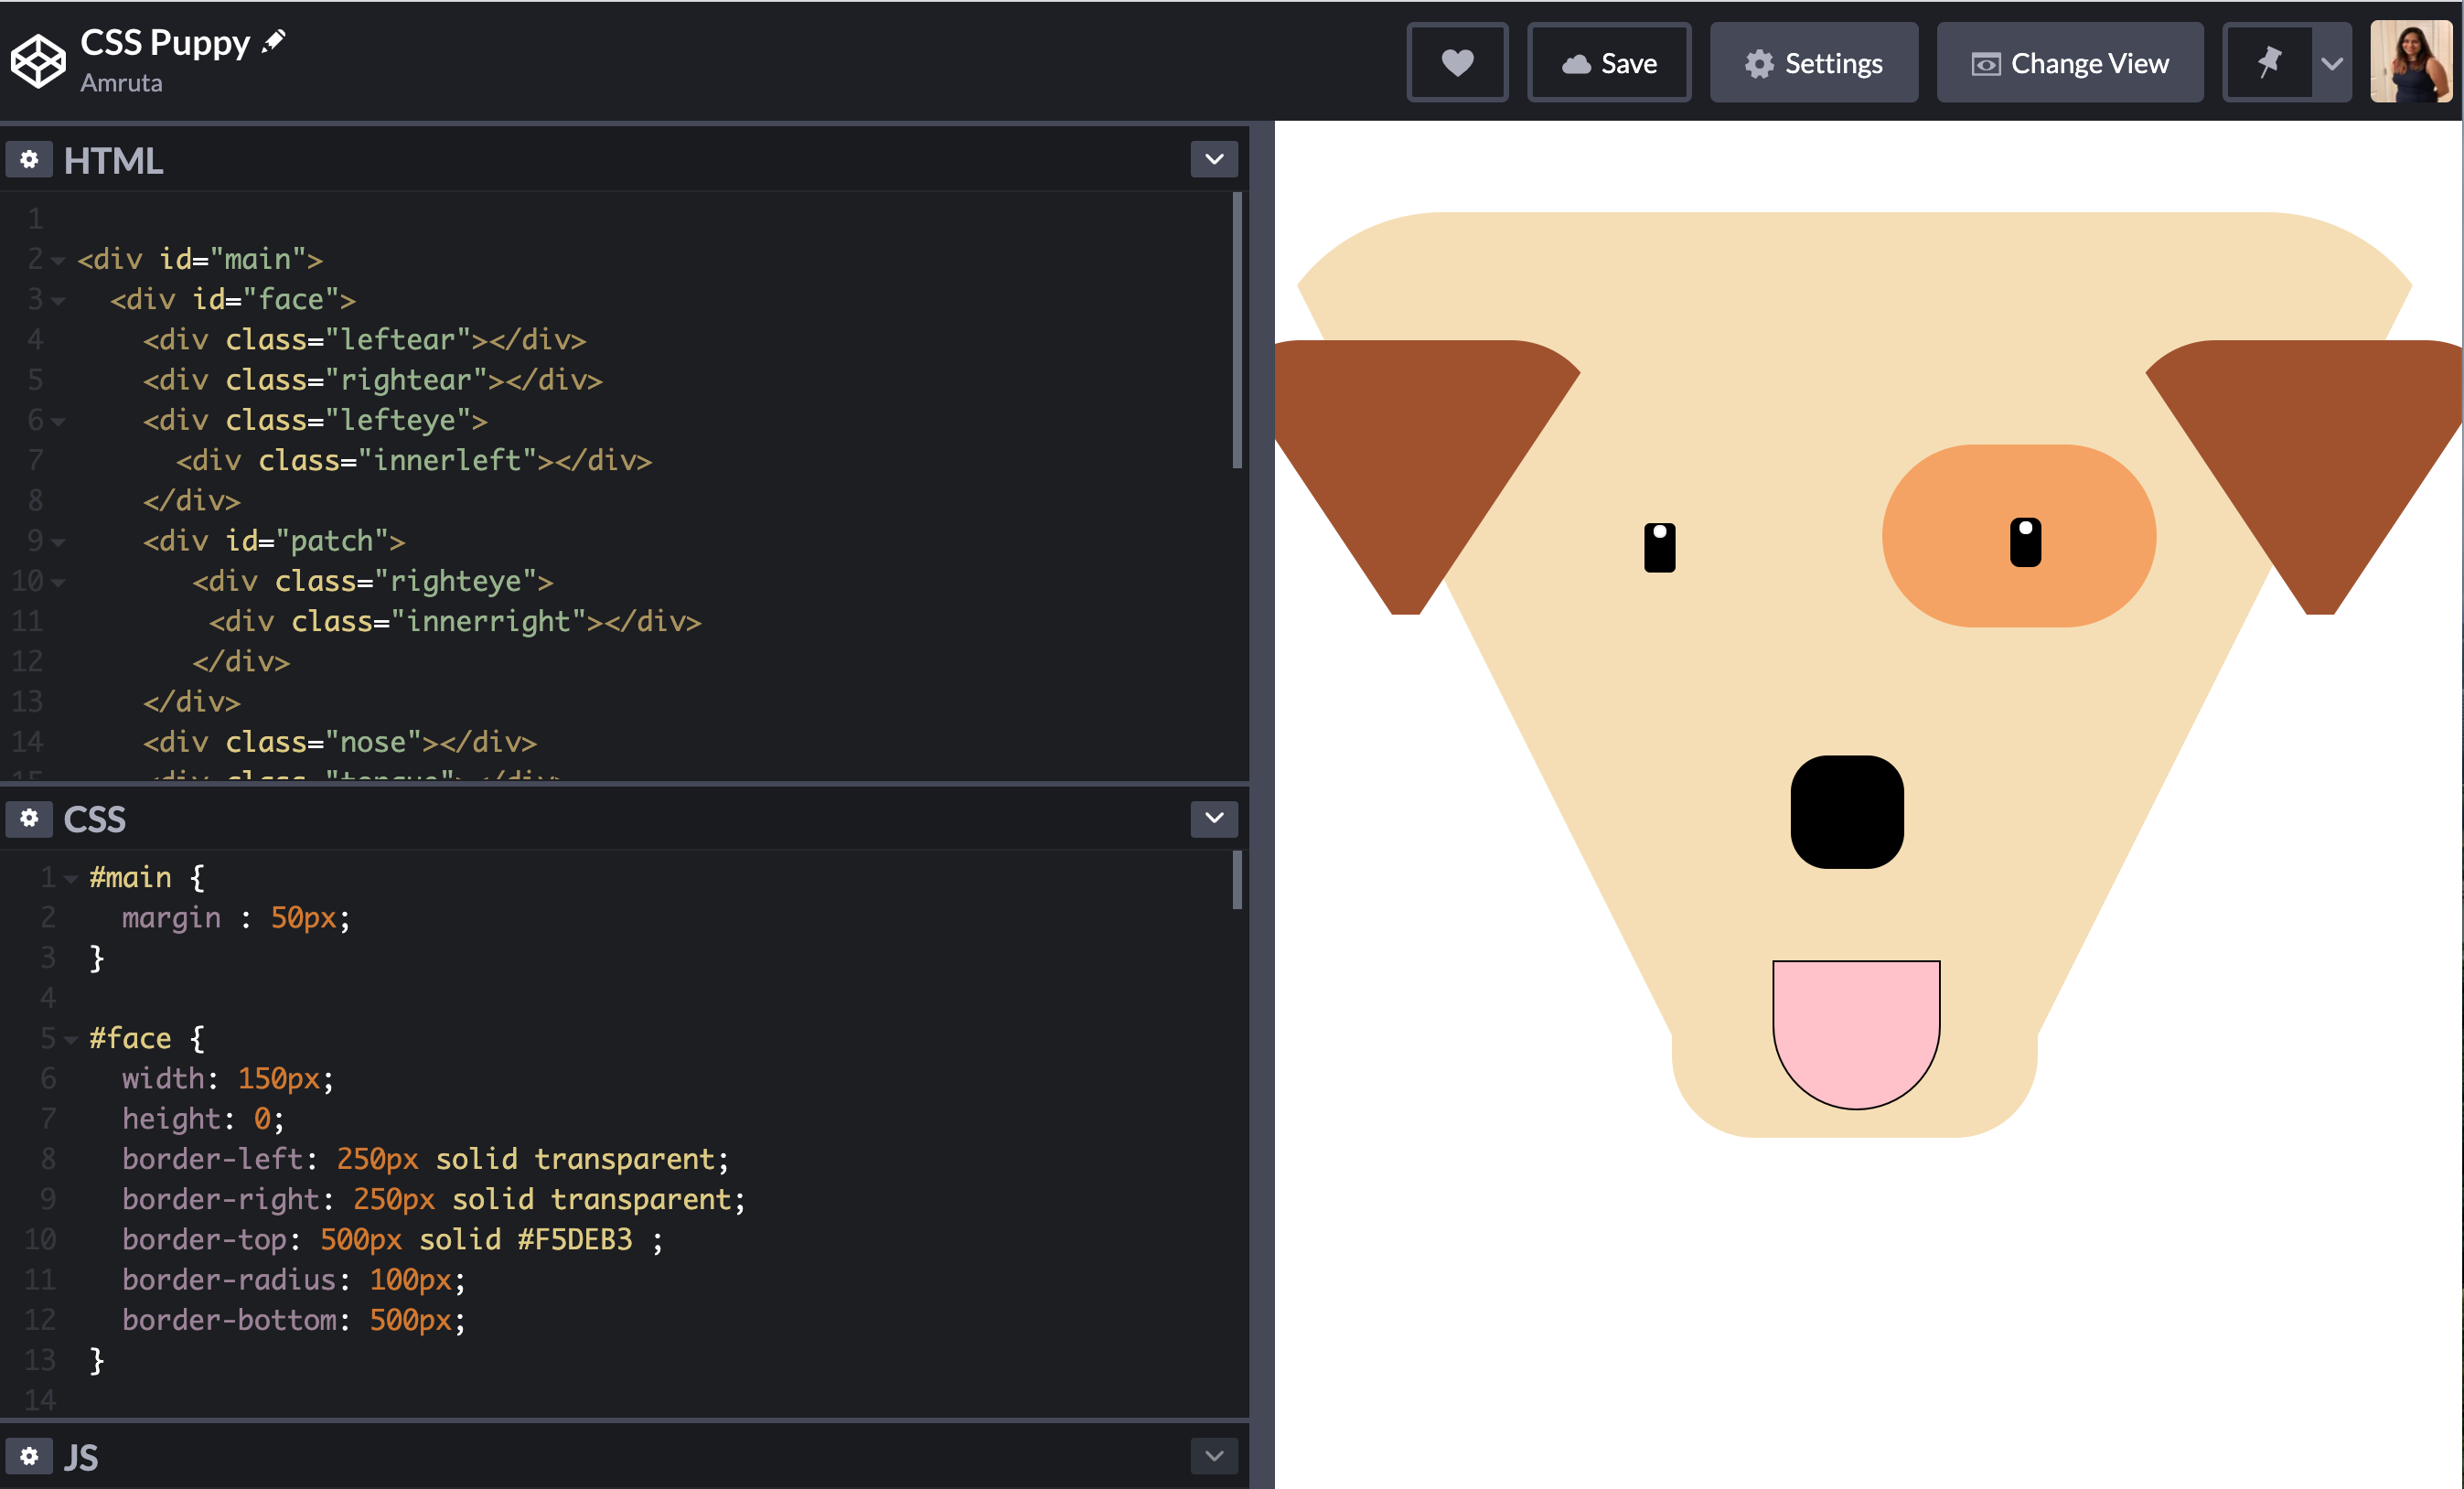 CSS Puppy
Amruta
Save
Settings
Change View
HTML
1
2 <div id="main">
3 <div id="face">
4 <div class="leftear"></div>
5 <div class="rightear"></div>
6 <div class="lefteye">
7 <div class="innerleft"></div>
8 </div>
9 <div id="patch">
10 <div class="righteye">
11 <div class="innerright"></div>
12 </div>
13 </div>
14 <div class="nose"></div>
15 <div class="tongue"></div>
CSS
1 #main {
2 margin : 50px;
3 }
4
5 #face {
6 width: 150px;
7 height: 0;
8 border-left: 250px solid transparent;
9 border-right: 250px solid transparent;
10 border-top: 500px solid #F5DEB3 ;
11 border-radius: 100px;
12 border-bottom: 500px;
13 }
14
JS